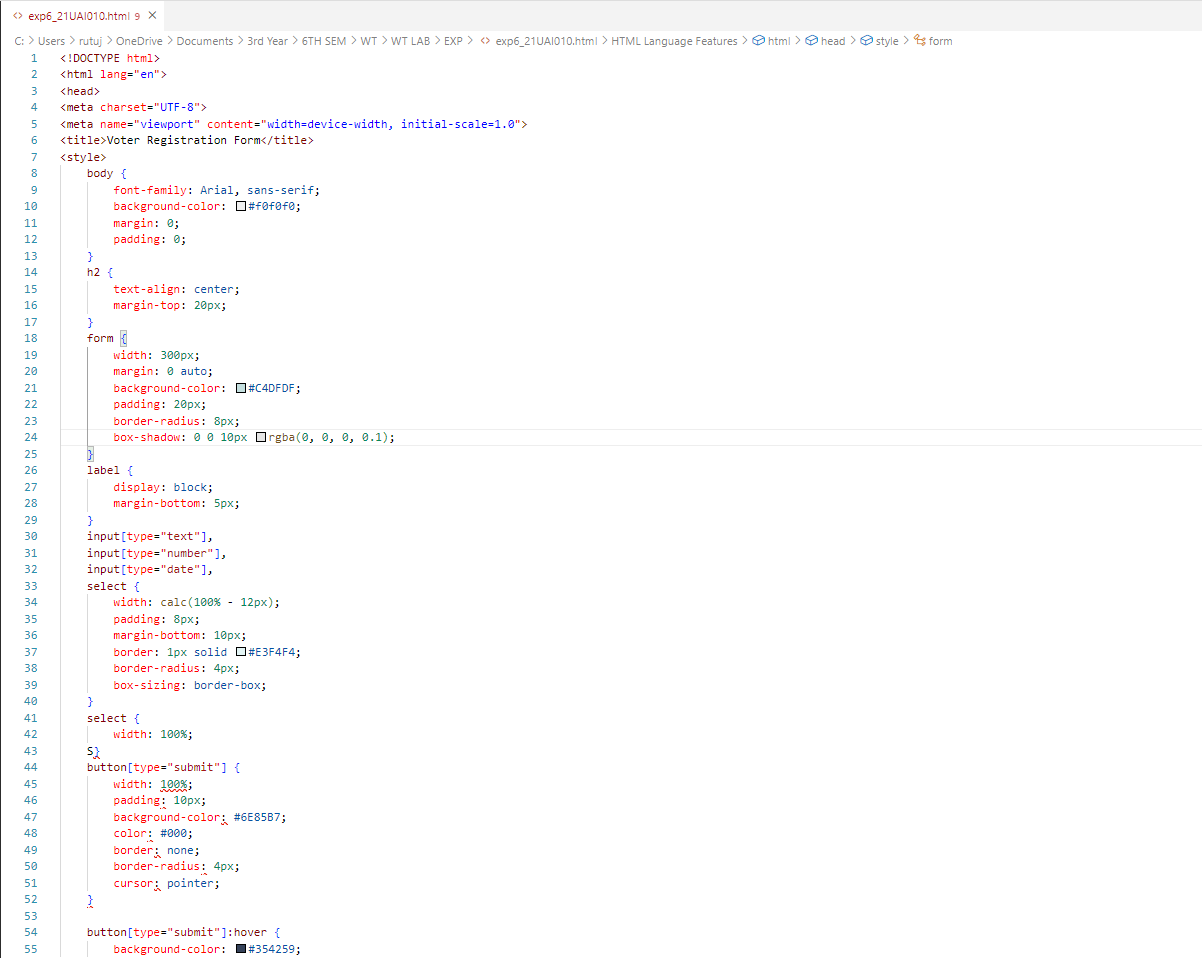 exp6_21UAI010.html 9
C: > Users > rutuj > OneDrive > Documents > 3rd Year > 6TH SEM > WT > WT LAB > EXP > exp6_21UAI010.html > HTML Language Features > html > head > style > form
1 <!DOCTYPE html>
2 <html lang="en">
3 <head>
4 <meta charset="UTF-8">
5 <meta name="viewport" content="width=device-width, initial-scale=1.0">
6 <title>Voter Registration Form</title>
7 <style>
8     body {
9         font-family: Arial, sans-serif;
10         background-color: #f0f0f0;
11         margin: 0;
12         padding: 0;
13     }
14     h2 {
15         text-align: center;
16         margin-top: 20px;
17     }
18     form {
19         width: 300px;
20         margin: 0 auto;
21         background-color: #C4DFDF;
22         padding: 20px;
23         border-radius: 8px;
24         box-shadow: 0 0 10px rgba(0, 0, 0, 0.1);
25     }
26     label {
27         display: block;
28         margin-bottom: 5px;
29     }
30     input[type="text"],
31     input[type="number"],
32     input[type="date"],
33     select {
34         width: calc(100% - 12px);
35         padding: 8px;
36         margin-bottom: 10px;
37         border: 1px solid #E3F4F4;
38         border-radius: 4px;
39         box-sizing: border-box;
40     }
41     select {
42         width: 100%;
43     S}
44     button[type="submit"] {
45         width: 100%;
46         padding: 10px;
47         background-color: #6E85B7;
48         color: #000;
49         border: none;
50         border-radius: 4px;
51         cursor: pointer;
52     }
53
54     button[type="submit"]:hover {
55         background-color: #354259;